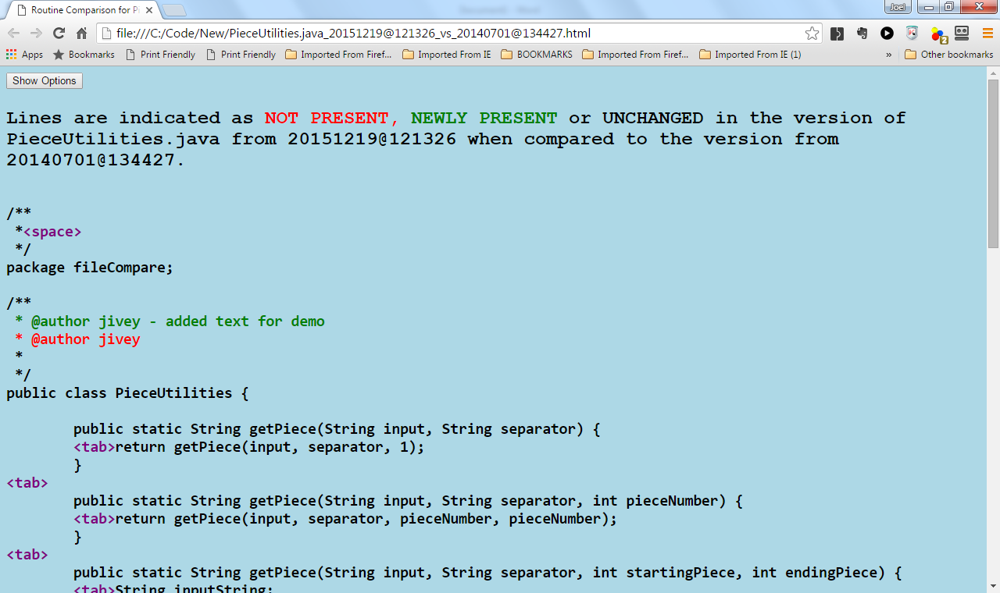 Routine Comparison for Pi
Joel
file:///C:/Code/New/PieceUtilities.java_20151219@121326_vs_20140701@134427.html
2
Apps Bookmarks Print Friendly Print Friendly Imported From Firef... Imported From IE BOOKMARKS Imported From Firef... Imported From IE (1) » Other bookmarks
Show Options
Lines are indicated as NOT PRESENT, NEWLY PRESENT or UNCHANGED in the version of
PieceUtilities.java from 20151219@121326 when compared to the version from
20140701@134427.
/**
*<space>
*/
package fileCompare;
/**
* @author jivey - added text for demo
* @author jivey
*
*/
public class PieceUtilities {
public static String getPiece(String input, String separator) {
<tab>return getPiece(input, separator, 1);
}
<tab>
public static String getPiece(String input, String separator, int pieceNumber) {
<tab>return getPiece(input, separator, pieceNumber, pieceNumber);
}
<tab>
public static String getPiece(String input, String separator, int startingPiece, int endingPiece) {
<tab>String inputString;